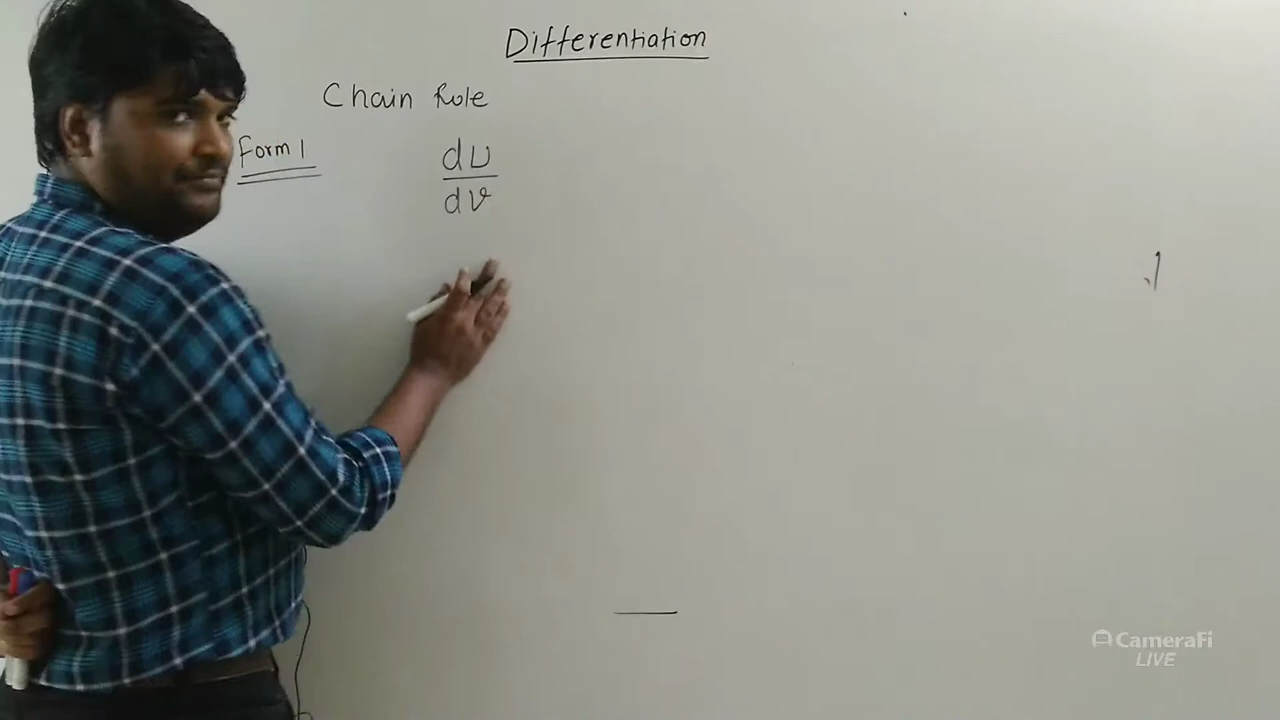 Differentiation
Chain Rule
Form 1
dU
dv
CameraFi
LIVE